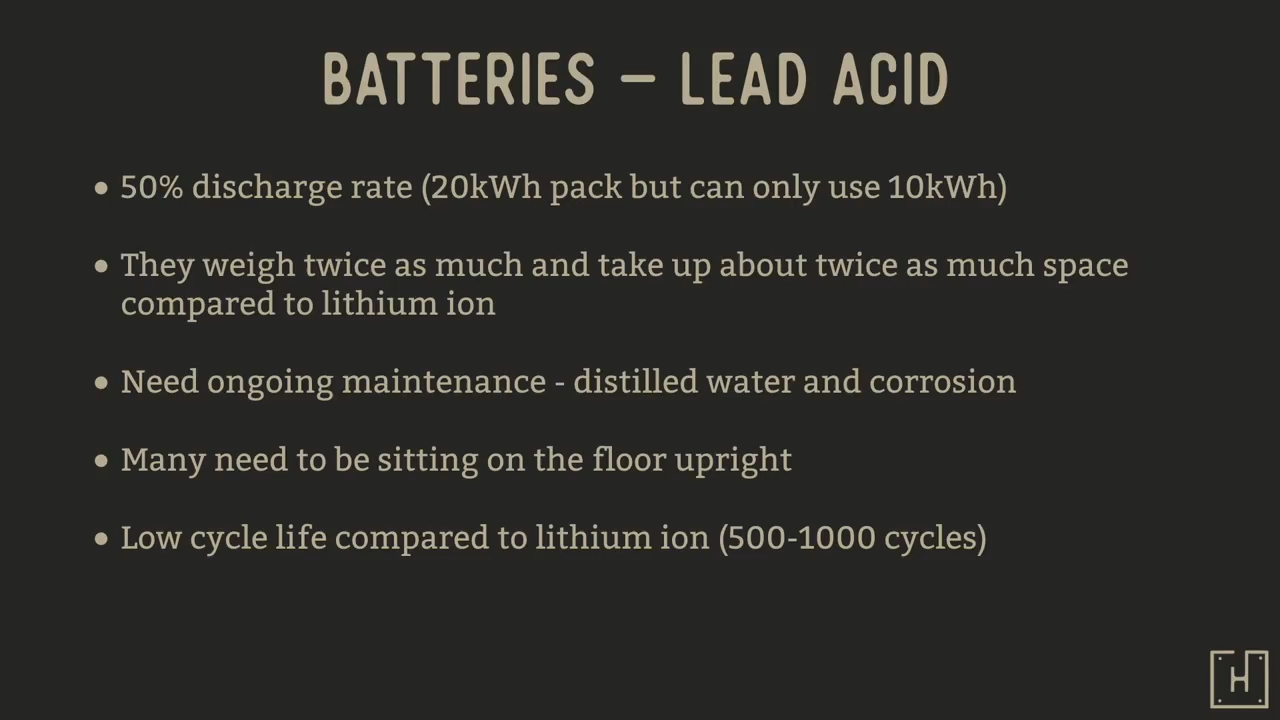 BATTERIES – LEAD ACID
• 50% discharge rate (20kWh pack but can only use 10kWh)
• They weigh twice as much and take up about twice as much space
compared to lithium ion
• Need ongoing maintenance - distilled water and corrosion
• Many need to be sitting on the floor upright
• Low cycle life compared to lithium ion (500-1000 cycles)
H